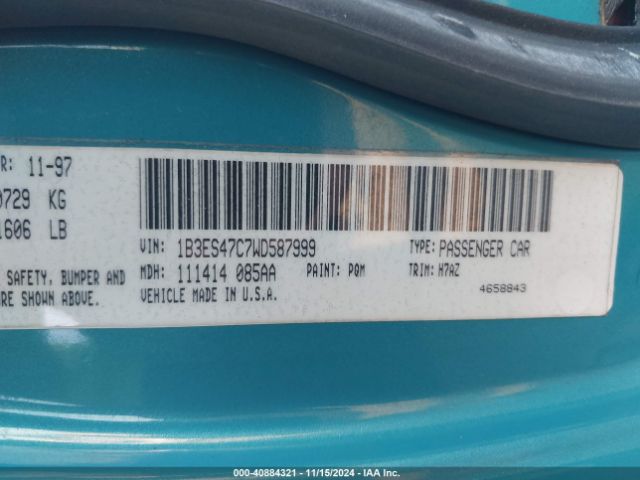 R: 11-97
0729 KG
1606 LB
VIN: 1B3ES47C7WD587999 TYPE: PASSENGER CAR
SAFETY, BUMPER AND MDH: 111414 085AA PAINT: PQM TRIM: H7AZ
RE SHOWN ABOVE. VEHICLE MADE IN U.S.A.
4658843
000-40884321 - 11/15/2024 - IAA Inc.